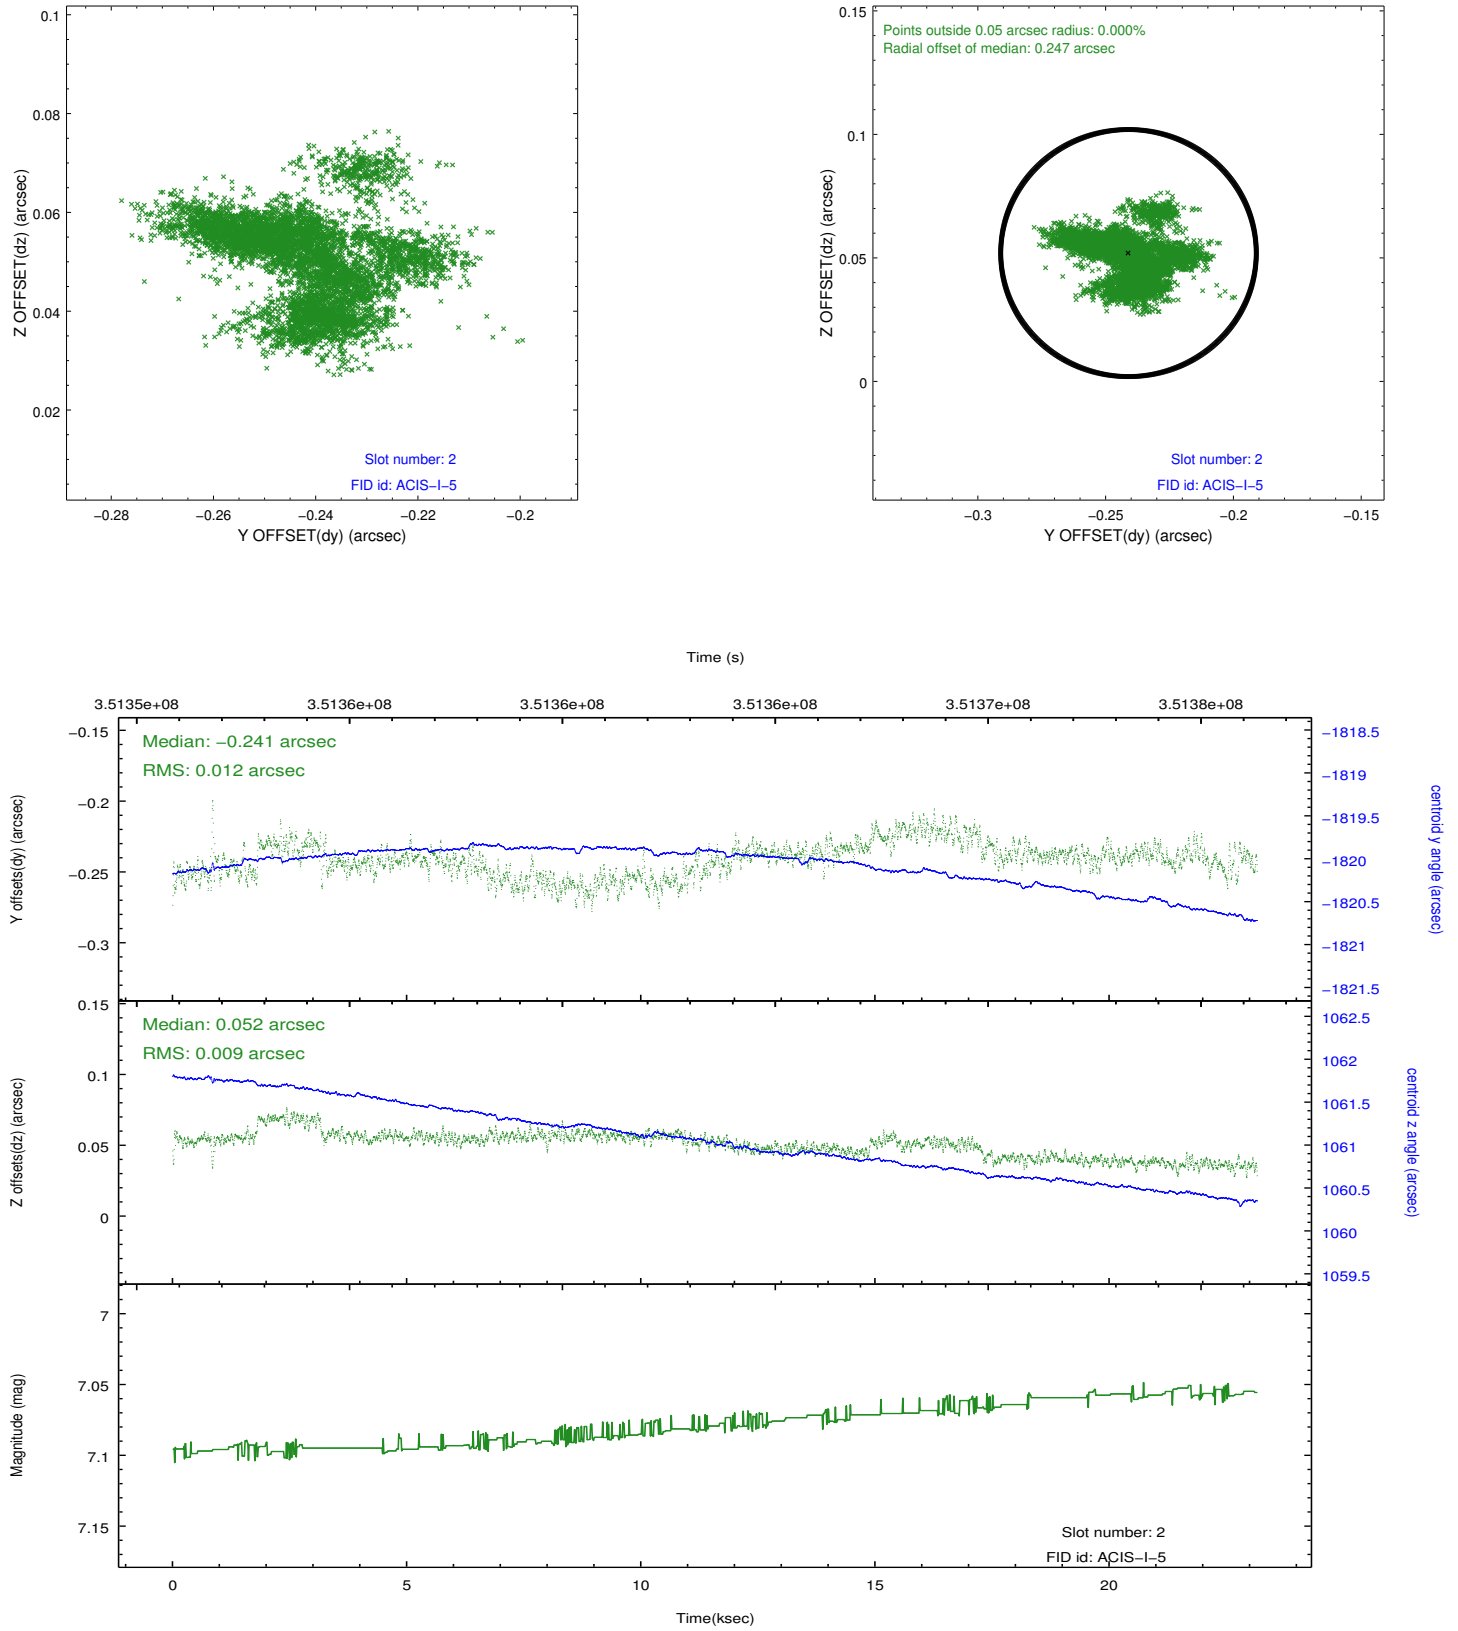 0.1
0.08
0.06
0.04
0.02
Z OFFSET(dz) (arcsec)
Slot number: 2
FID id: ACIS−I−5
−0.28 −0.26 −0.24 −0.22 −0.2
Y OFFSET(dy) (arcsec)
0.15
0.1
0.05
0
Z OFFSET(dz) (arcsec)
Points outside 0.05 arcsec radius: 0.000%
Radial offset of median: 0.247 arcsec
Slot number: 2
FID id: ACIS−I−5
−0.3 −0.25 −0.2 −0.15
Y OFFSET(dy) (arcsec)
Time (s)
3.5135e+08 3.5136e+08 3.5136e+08 3.5136e+08 3.5137e+08 3.5138e+08
−0.15
−0.2
−0.25
−0.3
Y offsets(dy) (arcsec)
Median: −0.241 arcsec
RMS: 0.012 arcsec
−1818.5
−1819
−1819.5
−1820
−1820.5
−1821
−1821.5
centroid y angle (arcsec)
0.15
0.1
0.05
0
Z offsets(dz) (arcsec)
Median: 0.052 arcsec
RMS: 0.009 arcsec
1062.5
1062
1061.5
1061
1060.5
1060
1059.5
centroid z angle (arcsec)
7
7.05
7.1
7.15
Magnitude (mag)
Slot number: 2
FID id: ACIS−I−5
0 5 10 15 20
Time(ksec)